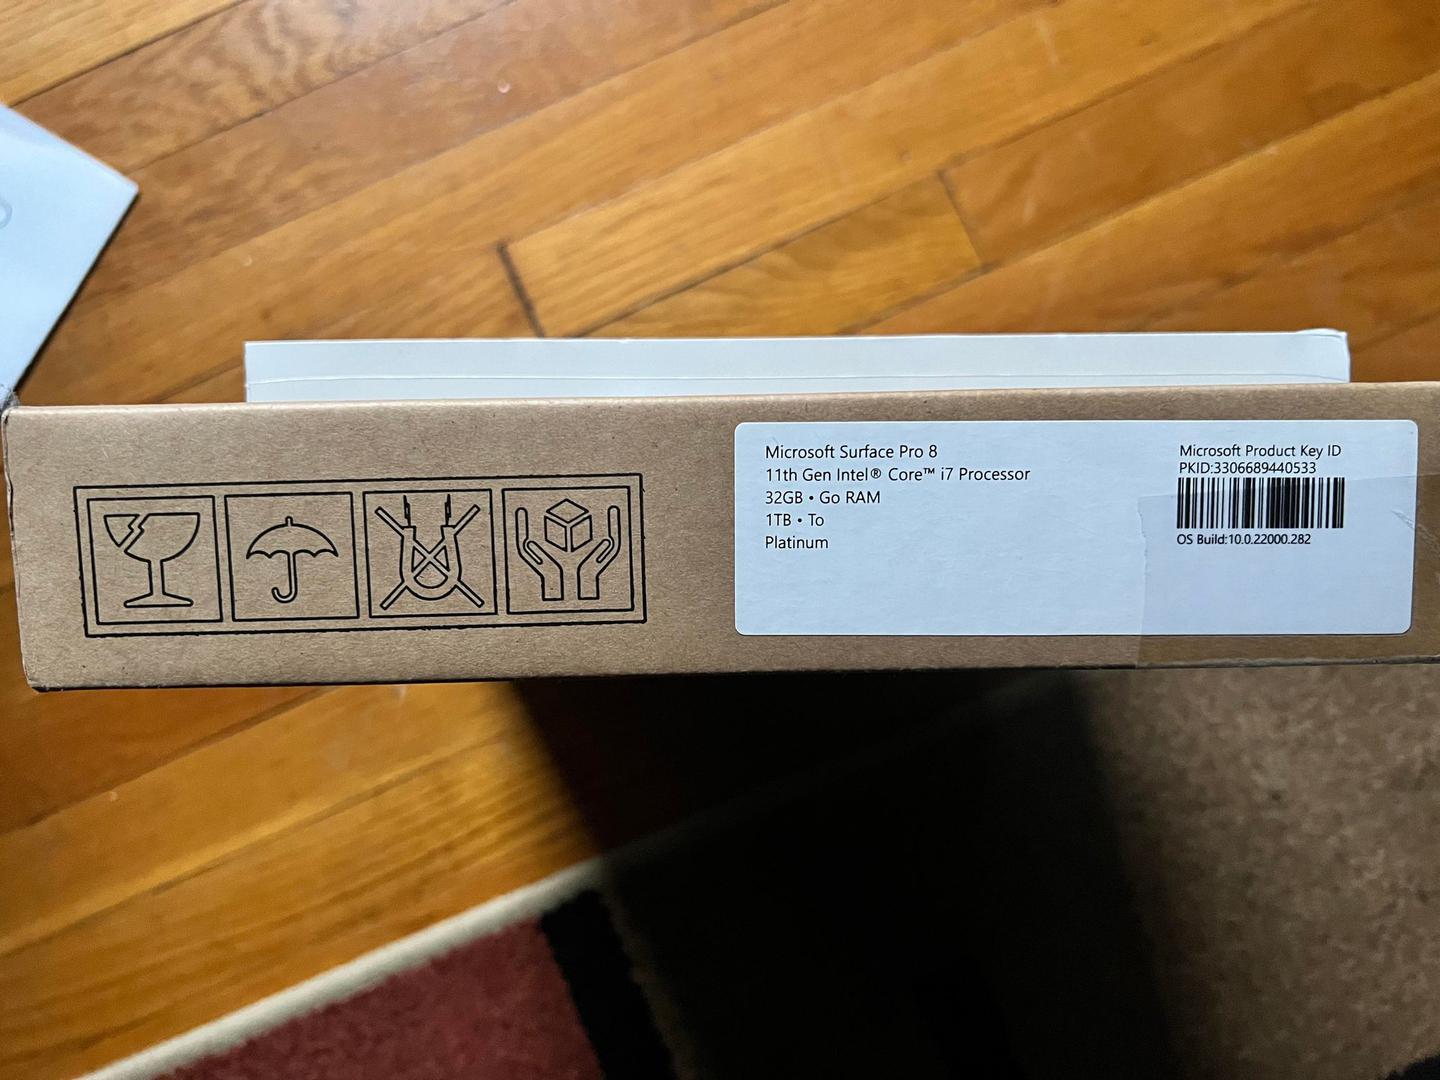 Microsoft Surface Pro 8
11th Gen Intel® Core™ i7 Processor
32GB • Go RAM
1TB • To
Platinum
Microsoft Product Key ID
PKID:3306689440533
OS Build:10.0.22000.282